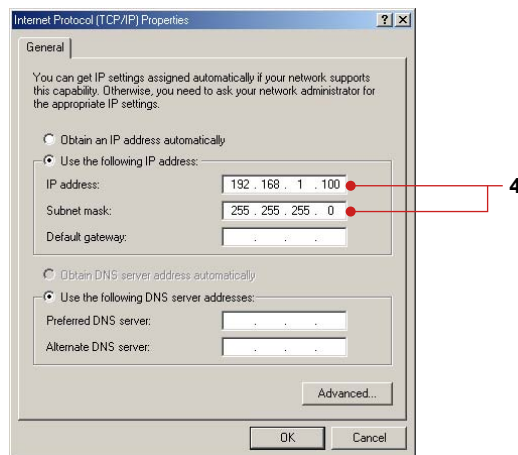 Internet Protocol (TCP/IP) Properties
General
You can get IP settings assigned automatically if your network supports
this capability. Otherwise, you need to ask your network administrator for
the appropriate IP settings.
Obtain an IP address automatically
Use the following IP address:
IP address: 192 . 168 . 1 . 100
4
Subnet mask: 255 . 255 . 255 . 0
Default gateway: . . .
Obtain DNS server address automatically
Use the following DNS server addresses:
Preferred DNS server: . . .
Alternate DNS server: . . .
Advanced...
OK Cancel